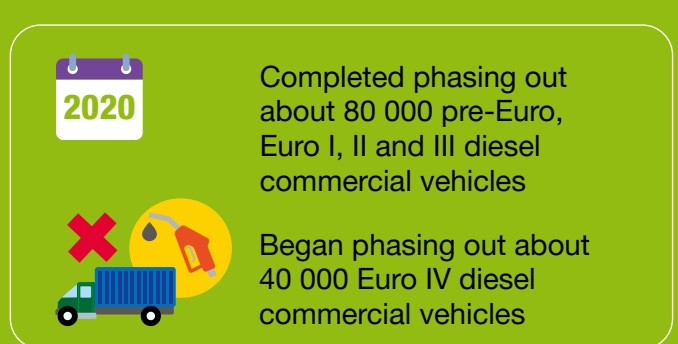 2020
Completed phasing out
about 80 000 pre-Euro,
Euro I, II and III diesel
commercial vehicles
Began phasing out about
40 000 Euro IV diesel
commercial vehicles